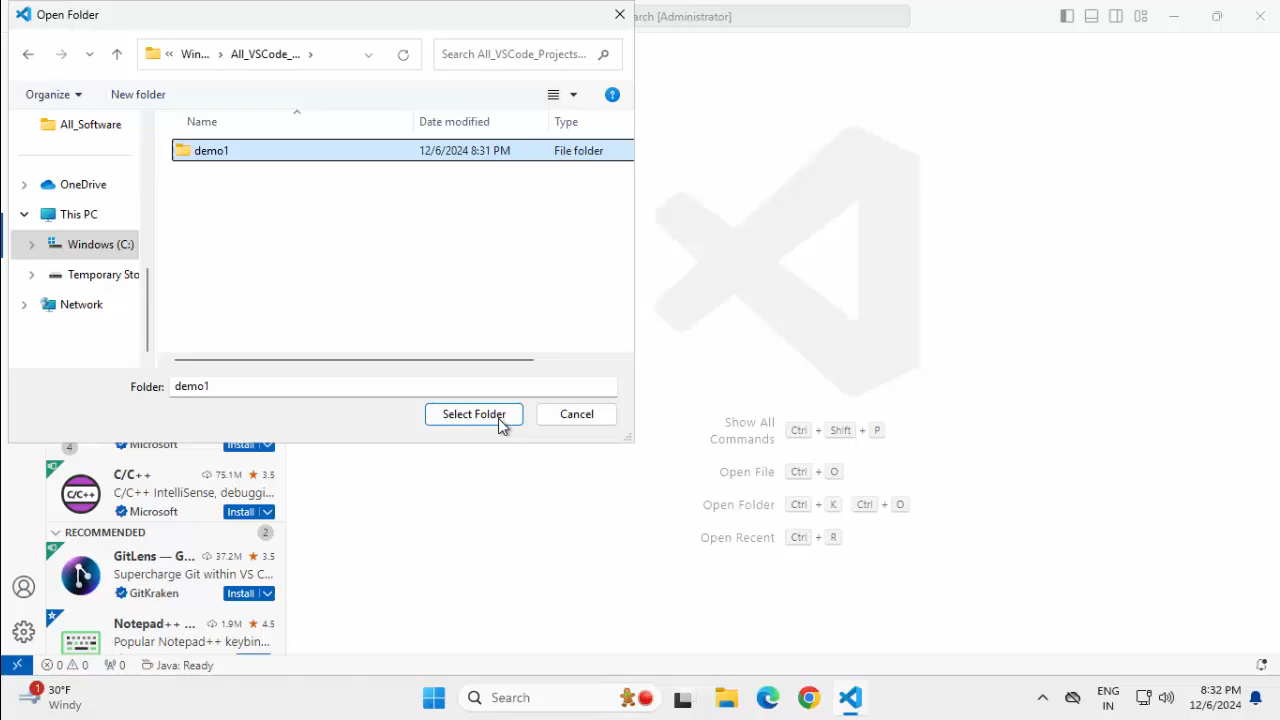 Open Folder
arch [Administrator]
« Win... › All_VSCode_... ›
Search All_VSCode_Projects...
Organize
New folder
All_Software
Name
Date modified
Type
demo1
12/6/2024 8:31 PM
File folder
OneDrive
This PC
Windows (C:)
Temporary Sto
Network
Folder:
demo1
Select Folder
Cancel
4
Microsoft
Install
C/C++
75.1M
3.5
C/C++ IntelliSense, debuggi...
Microsoft
Install
RECOMMENDED
2
GitLens — G...
37.2M
3.5
Supercharge Git within VS C...
GitKraken
Install
Notepad++ ...
1.9M
4.5
Popular Notepad++ keybin...
C/C++
Show All
Commands
Ctrl + Shift + P
Open File
Ctrl + O
Open Folder
Ctrl + K Ctrl + O
Open Recent
Ctrl + R
0 0
0
Java: Ready
1
30°F
Windy
Search
ENG
IN
8:32 PM
12/6/2024